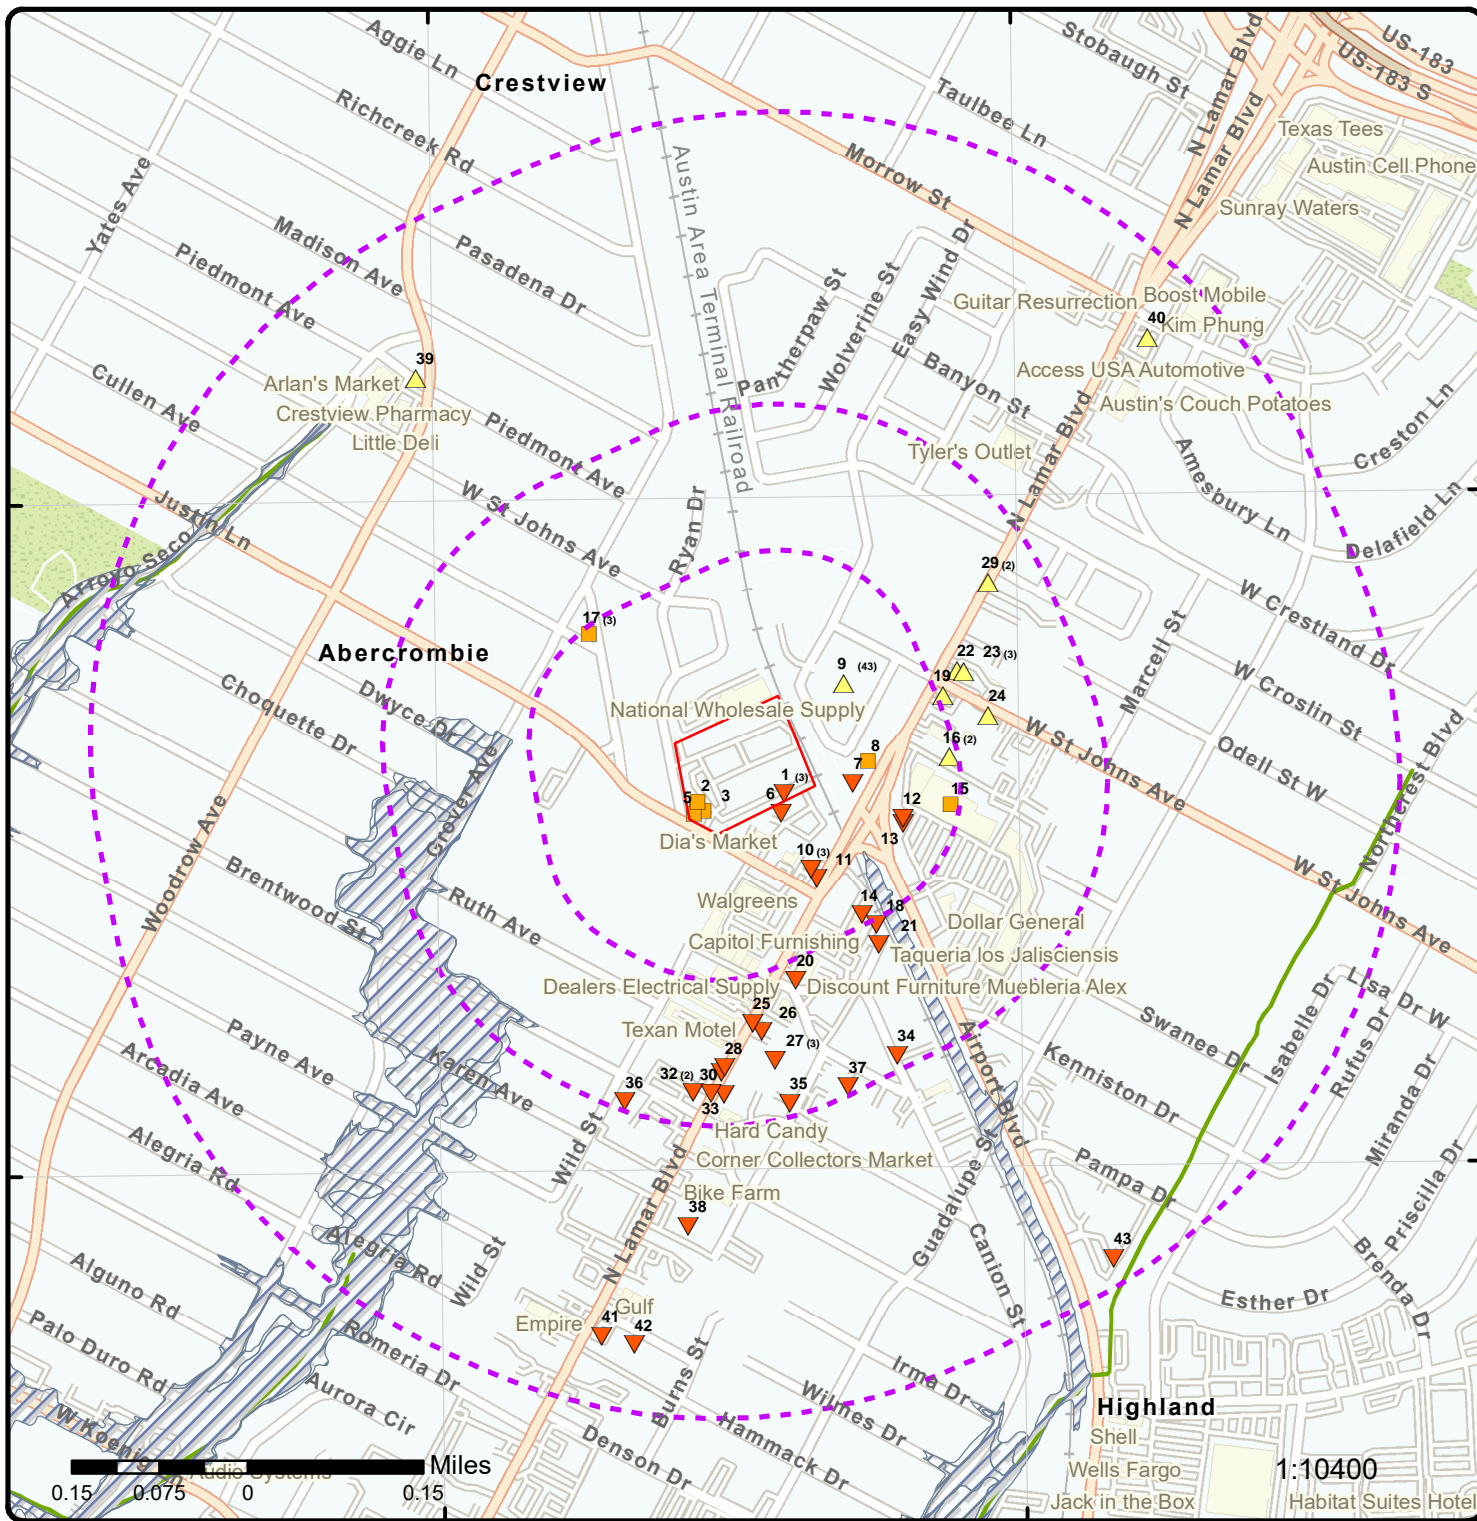 Aggie Ln
Crestview
Stobaugh St
N Lamar Blvd
US-183
US-183 S
Richcreek Rd
Taulbee Ln
N Lamar Blvd
Texas Tees
Austin Cell Phone
Yates Ave
Austin Area Terminal Railroad
Morrow St
N Lamar Blvd
Sunray Waters
Madison Ave
Pasadena Dr
Piedmont Ave
Pantherpaw St
Wolverine St
Easy Wind Dr
Guitar Resurrection
Boost Mobile
40
Kim Phung
39
Arlan's Market
Cullen Ave
Crestview Pharmacy
Little Deli
Piedmont Ave
Banyon St
Access USA Automotive
Austin's Couch Potatoes
Creston Ln
Tyler's Outlet
N Lamar Blvd
Amesbury Ln
Justin Ln
W St Johns Ave
Ryan Dr
N Lamar Blvd
Delafield Ln
Arroyo Seco
29 (2)
W Crestland Dr
17 (3)
Marcell St
Abercrombie
9 (43)
22
23 (3)
19
24
W Croslin St
Choquette Dr
Dwyce Dr
National Wholesale Supply
W St Johns Ave
Northcrest Blvd
16 (2)
Odell St W
8
7
1 (3)
2
3
5
6
15
12
13
Grover Ave
Woodrow Ave
Dia's Market
10 (3)
11
Brentwood St
Ruth Ave
Walgreens
14
18
21
W St Johns Ave
Dollar General
Capitol Furnishing
Taqueria los Jalisciensis
20
Dealers Electrical Supply
Discount Furniture Muebleria Alex
Lisa Dr W
Isabelle Dr
Rufus Dr
Swanee Dr
25
26
Texan Motel
Payne Ave
Karen Ave
Arcadia Ave
28
27 (3)
34
Airport Blvd
Kenniston Dr
Miranda Dr
36
32 (2)
30
33
35
37
Hard Candy
Alegria Rd
Wild St
Corner Collectors Market
Guadalupe St
Pampa Dr
Priscilla Dr
N Lamar Blvd
Bike Farm
38
Canion St
43
Alegria Rd
Wild St
Brenda Dr
Alguno Rd
Esther Dr
Gulf
Empire
41
42
Palo Duro Rd
Romeria Dr
Burns St
Irma Dr
Aurora Cir
Wilmes Dr
Highland
W Koenig Ln
Hammack Dr
Denson Dr
Shell
Audio Systems
Miles
Wells Fargo
1:10400
0.15
0.075
0
0.15
Jack in the Box
Habitat Suites Hotel